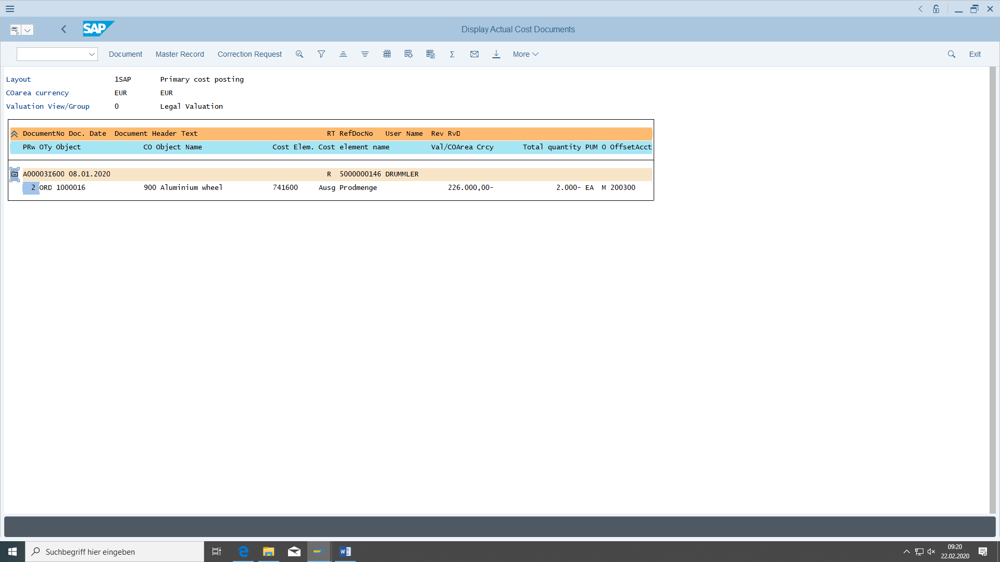 SAP
Display Actual Cost Documents
Document Master Record Correction Request More Exit
Layout 1SAP Primary cost posting
COarea currency EUR EUR
Valuation View/Group 0 Legal Valuation
DocumentNo Doc. Date Document Header Text RT RefDocNo User Name Rev RvD
PRw OTy Object CO Object Name Cost Elem. Cost element name Val/COArea Crcy Total quantity PUM O OffsetAcct
A00003I600 08.01.2020 R 5000000146 DRUMMLER
2 ORD 1000016 900 Aluminium wheel 741600 Ausg Prodmenge 226.000,00- 2.000- EA M 200300
Suchbegriff hier eingeben
09:20
22.02.2020